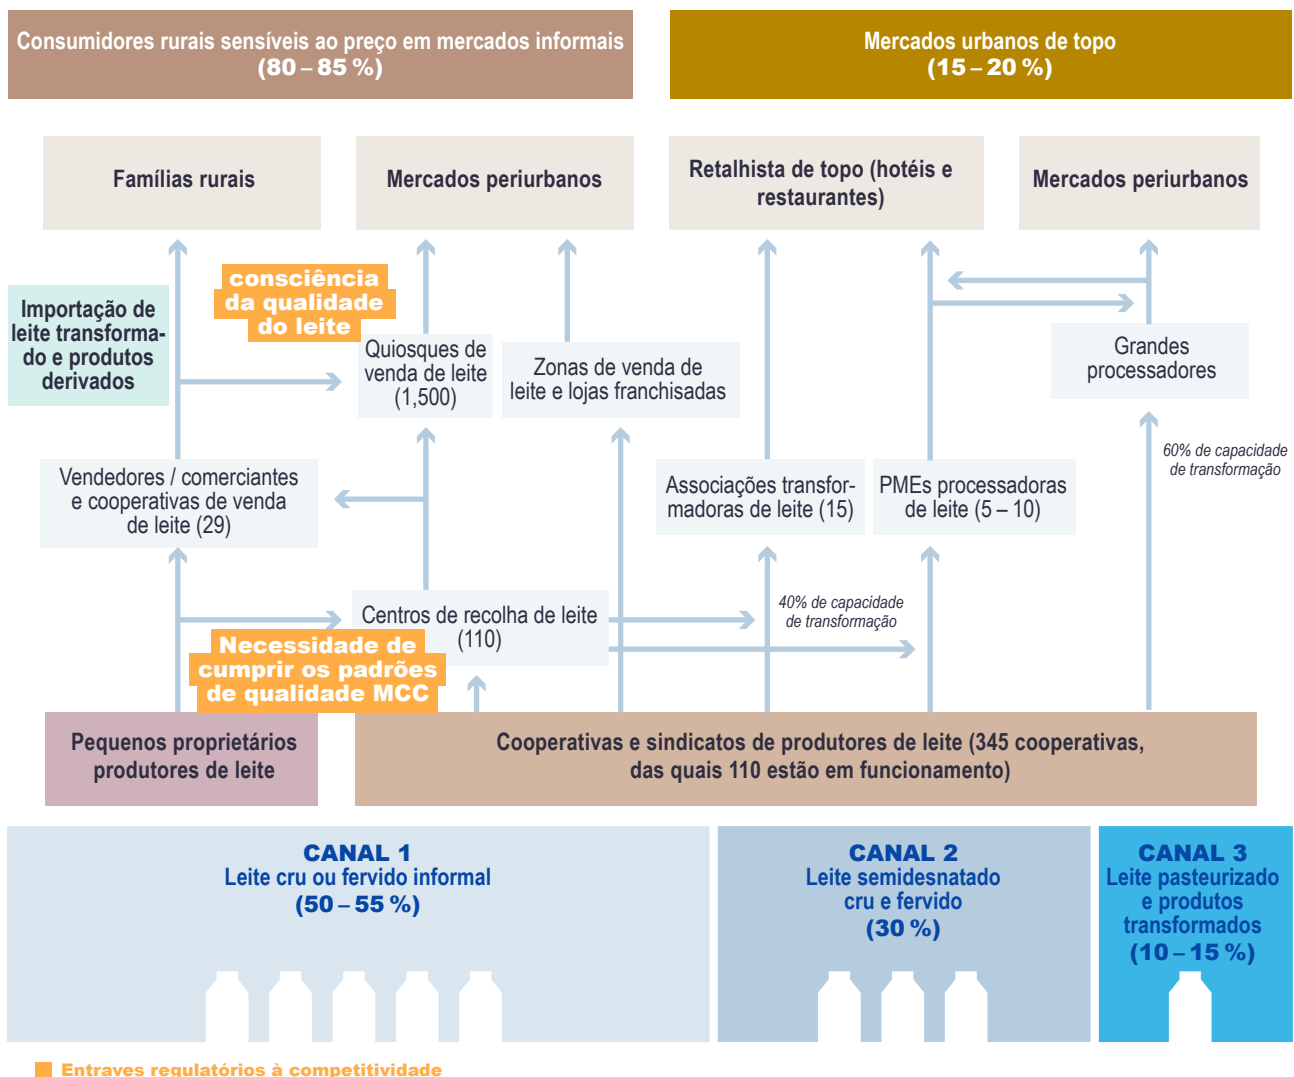 Consumidores rurais sensíveis ao preço em mercados informais
(80 – 85 %)
Mercados urbanos de topo
(15 – 20 %)
Famílias rurais
Mercados periurbanos
Retalhista de topo (hotéis e
restaurantes)
Mercados periurbanos
consciência
da qualidade
do leite
Importação de
leite transforma-
do e produtos
derivados
Quiosques de
venda de leite
(1,500)
Zonas de venda de
leite e lojas franchisadas
Grandes
processadores
60% de capacidade
de transformação
Vendedores / comerciantes
e cooperativas de venda
de leite (29)
Associações transfor-
madoras de leite (15)
PMEs processadoras
de leite (5 – 10)
Centros de recolha de leite
(110)
40% de capacidade
de transformação
Necessidade de
cumprir os padrões
de qualidade MCC
Pequenos proprietários
produtores de leite
Cooperativas e sindicatos de produtores de leite (345 cooperativas,
das quais 110 estão em funcionamento)
CANAL 1
Leite cru ou fervido informal
(50 – 55 %)
CANAL 2
Leite semidesnatado
cru e fervido
(30 %)
CANAL 3
Leite pasteurizado
e produtos
transformados
(10 – 15 %)
Entraves regulatórios à competitividade